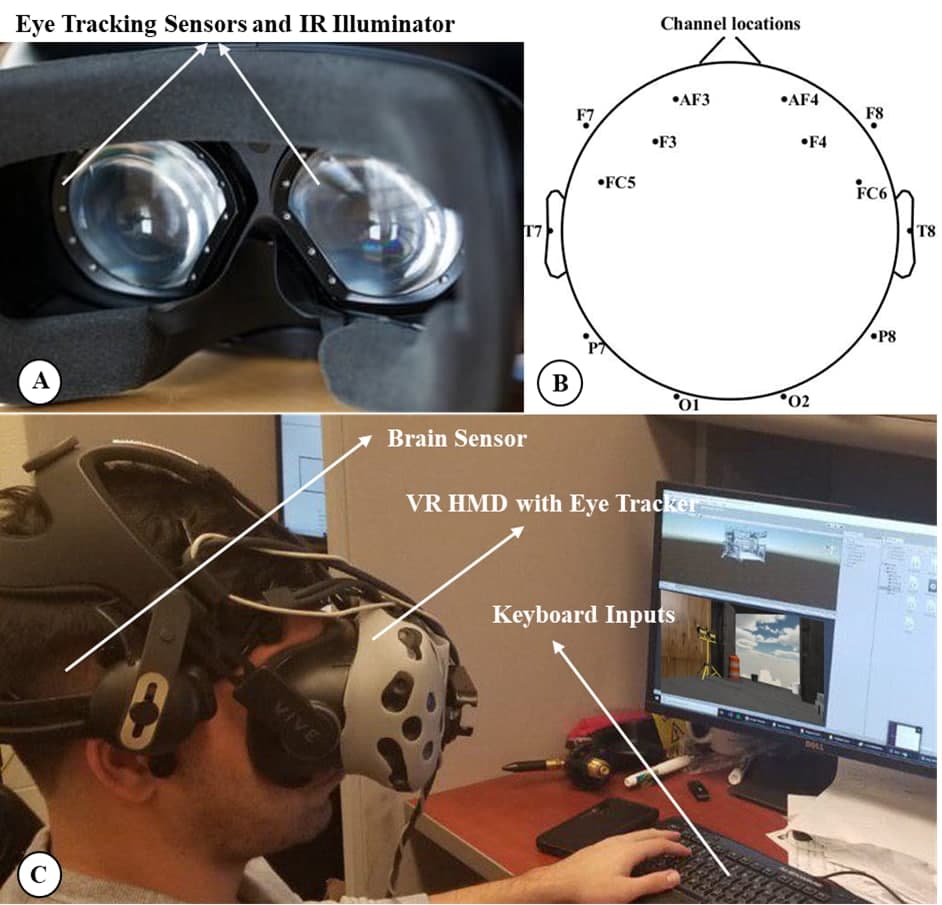 Eye Tracking Sensors and IR Illuminator
A
Channel locations
AF3
AF4
F7
F8
F3
F4
FC5
FC6
T7
T8
P7
P8
O1
O2
B
Brain Sensor
VR HMD with Eye Tracker
Keyboard Inputs
VIVE
DELL
C